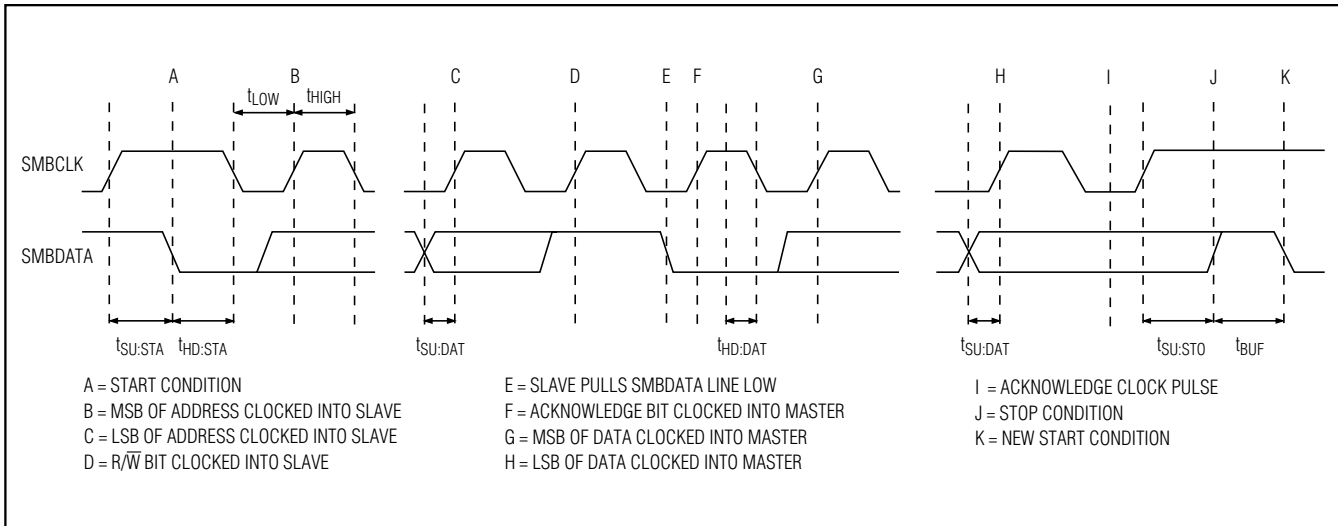 A B C D E F G H I J K
tLOW tHIGH
SMBCLK
SMBDATA
tSU:STA tHD:STA tSU:DAT tHD:DAT tSU:DAT tSU:STO tBUF
A = START CONDITION
B = MSB OF ADDRESS CLOCKED INTO SLAVE
C = LSB OF ADDRESS CLOCKED INTO SLAVE
D = R/W̅ BIT CLOCKED INTO SLAVE
E = SLAVE PULLS SMBDATA LINE LOW
F = ACKNOWLEDGE BIT CLOCKED INTO MASTER
G = MSB OF DATA CLOCKED INTO MASTER
H = LSB OF DATA CLOCKED INTO MASTER
I = ACKNOWLEDGE CLOCK PULSE
J = STOP CONDITION
K = NEW START CONDITION